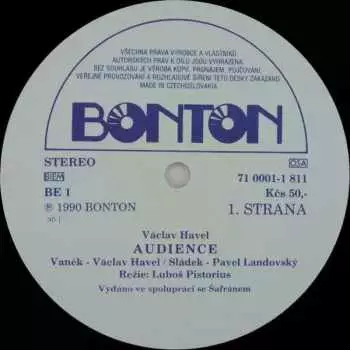 VŠECHNA PRÁVA VÝROBCE A VLASTNÍKŮ
AUTORSKÝCH PRÁV K DÍLU JSOU VYHRAZENA.
BEZ SOUHLASU JE VÝROBA KOPIÍ, PRONÁJEM, PŮJČOVÁNÍ,
VEŘEJNÉ PROVOZOVÁNÍ A ROZHLASOVÉ ŠÍŘENÍ TÉTO DESKY ZAKÁZÁNO
MADE IN CZECHOSLOVAKIA
BONTON
STEREO
OSA
BIEM
71 0001-1 811
BE 1
Kčs 50,-
℗ 1990 BONTON
1. STRANA
Václav Havel
AUDIENCE
Vaněk - Václav Havel / Sládek - Pavel Landovský
Režie: Luboš Pistorius
Vydáno ve spolupráci se Šafránem